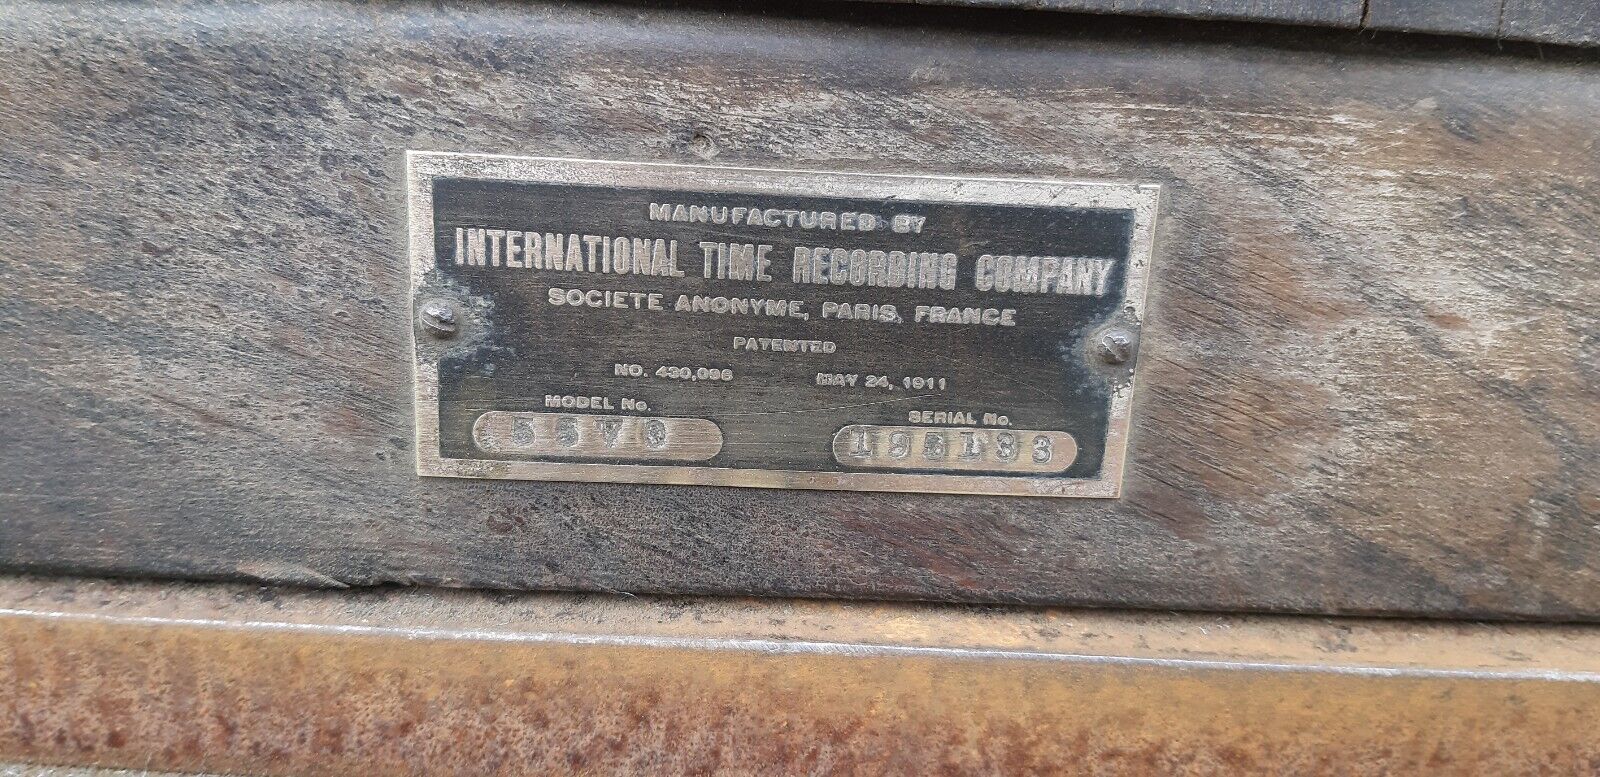 MANUFACTURED BY
INTERNATIONAL TIME RECORDING COMPANY
SOCIETE ANONYME, PARIS, FRANCE
PATENTED
NO. 430,096 MAY 24, 1911
MODEL No. SERIAL No.